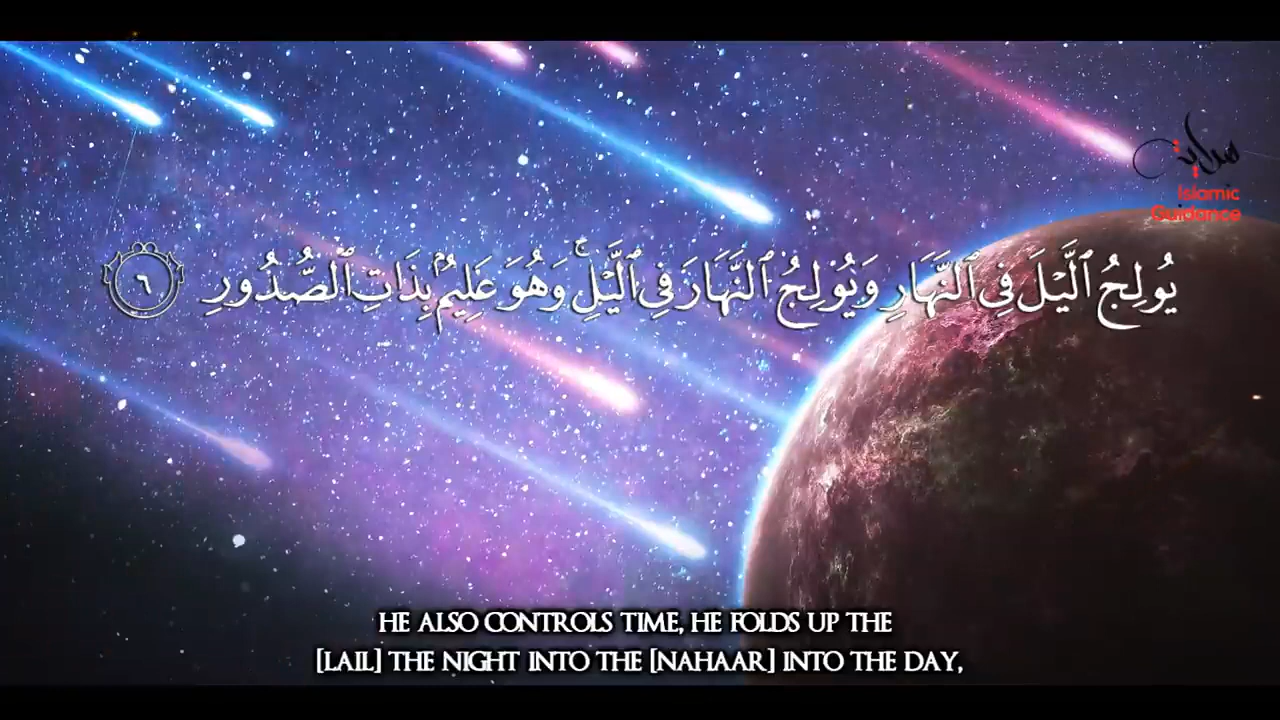 هداية
Islamic
Guidance
يُولِجُ ٱلَّيْلَ فِى ٱلنَّهَارِ وَيُولِجُ ٱلنَّهَارَ فِى ٱلَّيْلِ ۚ وَهُوَ عَلِيمٌۢ بِذَاتِ ٱلصُّدُورِ ٦
HE ALSO CONTROLS TIME, HE FOLDS UP THE
[LAIL] THE NIGHT INTO THE [NAHAAR] INTO THE DAY,